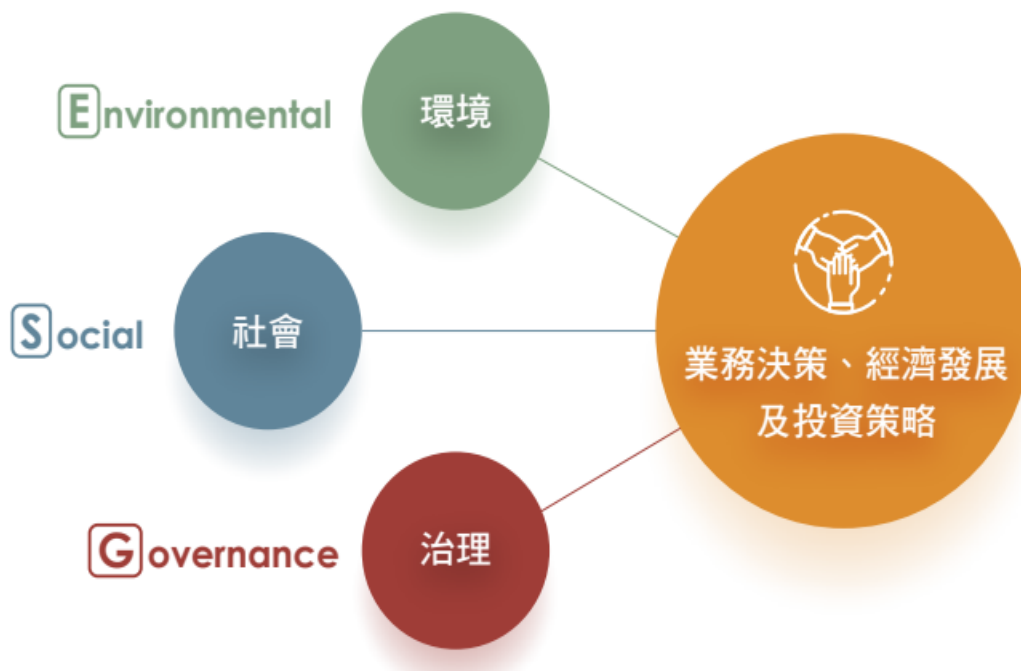 Environmental
環境
Social
社會
業務決策、經濟發展
及投資策略
Governance
治理